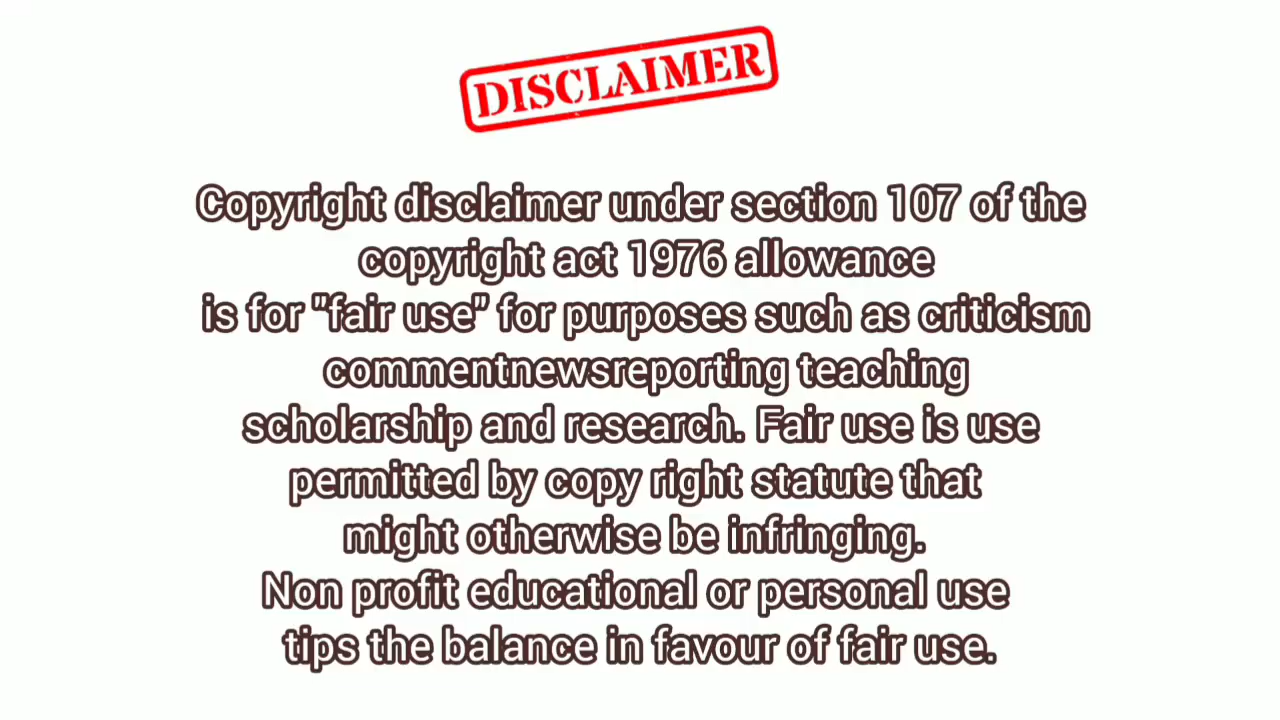 DISCLAIMER
Copyright disclaimer under section 107 of the
copyright act 1976 allowance
is for "fair use" for purposes such as criticism
commentnewsreporting teaching
scholarship and research. Fair use is use
permitted by copy right statute that
might otherwise be infringing.
Non profit educational or personal use
tips the balance in favour of fair use.